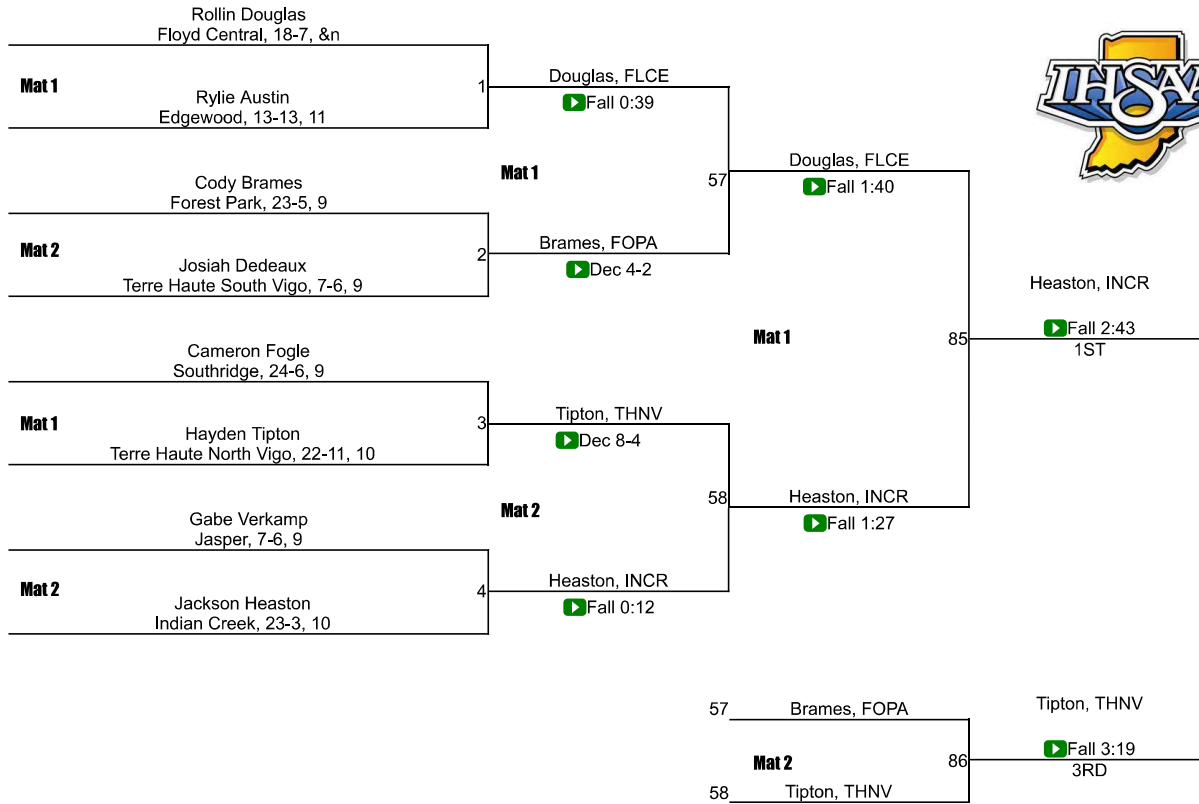 Rollin Douglas
Floyd Central, 18-7, &n
Mat 1
Rylie Austin
Edgewood, 13-13, 11
1
Douglas, FLCE
Fall 0:39
Cody Brames
Forest Park, 23-5, 9
Mat 2
Josiah Dedeaux
Terre Haute South Vigo, 7-6, 9
2
Brames, FOPA
Dec 4-2
Mat 1
57
Douglas, FLCE
Fall 1:40
Cameron Fogle
Southridge, 24-6, 9
Mat 1
Hayden Tipton
Terre Haute North Vigo, 22-11, 10
3
Tipton, THNV
Dec 8-4
Gabe Verkamp
Jasper, 7-6, 9
Mat 2
Jackson Heaston
Indian Creek, 23-3, 10
4
Heaston, INCR
Fall 0:12
Mat 2
58
Heaston, INCR
Fall 1:27
Mat 1
85
Heaston, INCR
Fall 2:43
1ST
IHSAA
57
Brames, FOPA
Mat 2
58
Tipton, THNV
86
Tipton, THNV
Fall 3:19
3RD